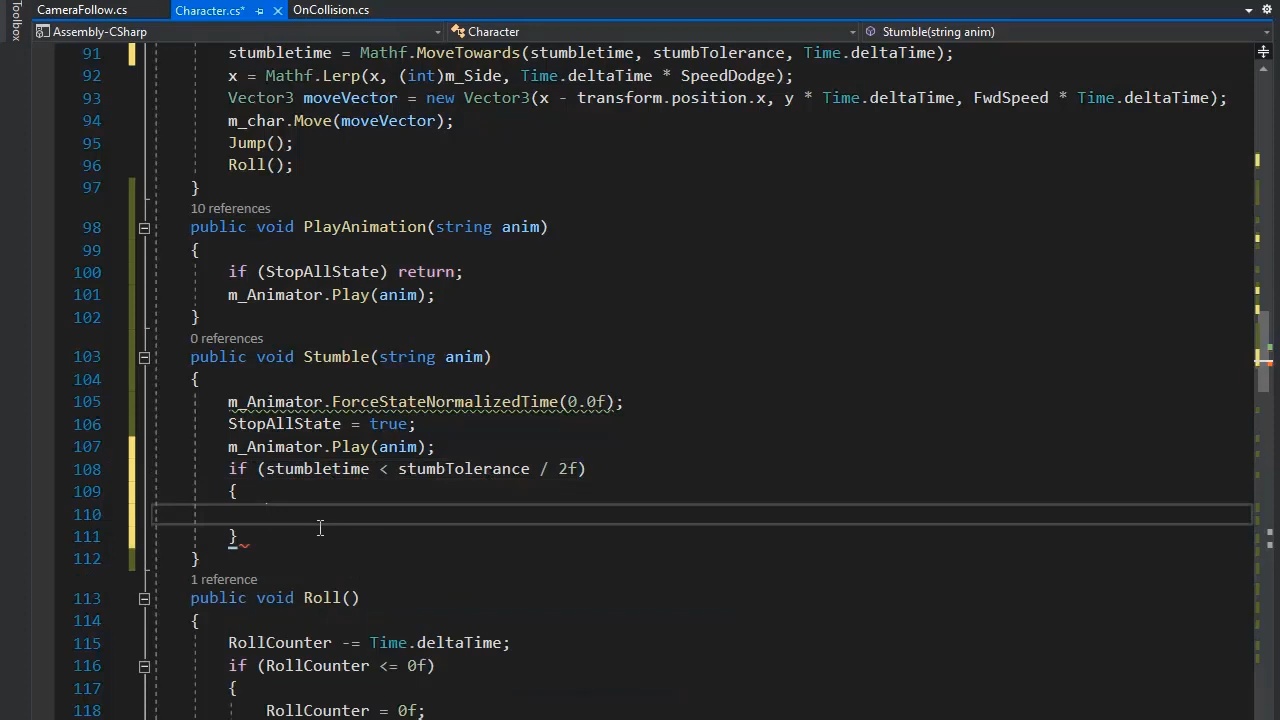 Toolbox
CameraFollow.cs
Character.cs*
OnCollision.cs
Assembly-CSharp
Character
Stumble(string anim)
91 stumbletime = Mathf.MoveTowards(stumbletime, stumbTolerance, Time.deltaTime);
92 x = Mathf.Lerp(x, (int)m_Side, Time.deltaTime * SpeedDodge);
93 Vector3 moveVector = new Vector3(x - transform.position.x, y * Time.deltaTime, FwdSpeed * Time.deltaTime);
94 m_char.Move(moveVector);
95 Jump();
96 Roll();
97 }
10 references
98 public void PlayAnimation(string anim)
99 {
100 if (StopAllState) return;
101 m_Animator.Play(anim);
102 }
0 references
103 public void Stumble(string anim)
104 {
105 m_Animator.ForceStateNormalizedTime(0.0f);
106 StopAllState = true;
107 m_Animator.Play(anim);
108 if (stumbletime < stumbTolerance / 2f)
109 {
110
111 }
112 }
1 reference
113 public void Roll()
114 {
115 RollCounter -= Time.deltaTime;
116 if (RollCounter <= 0f)
117 {
118 RollCounter = 0f;